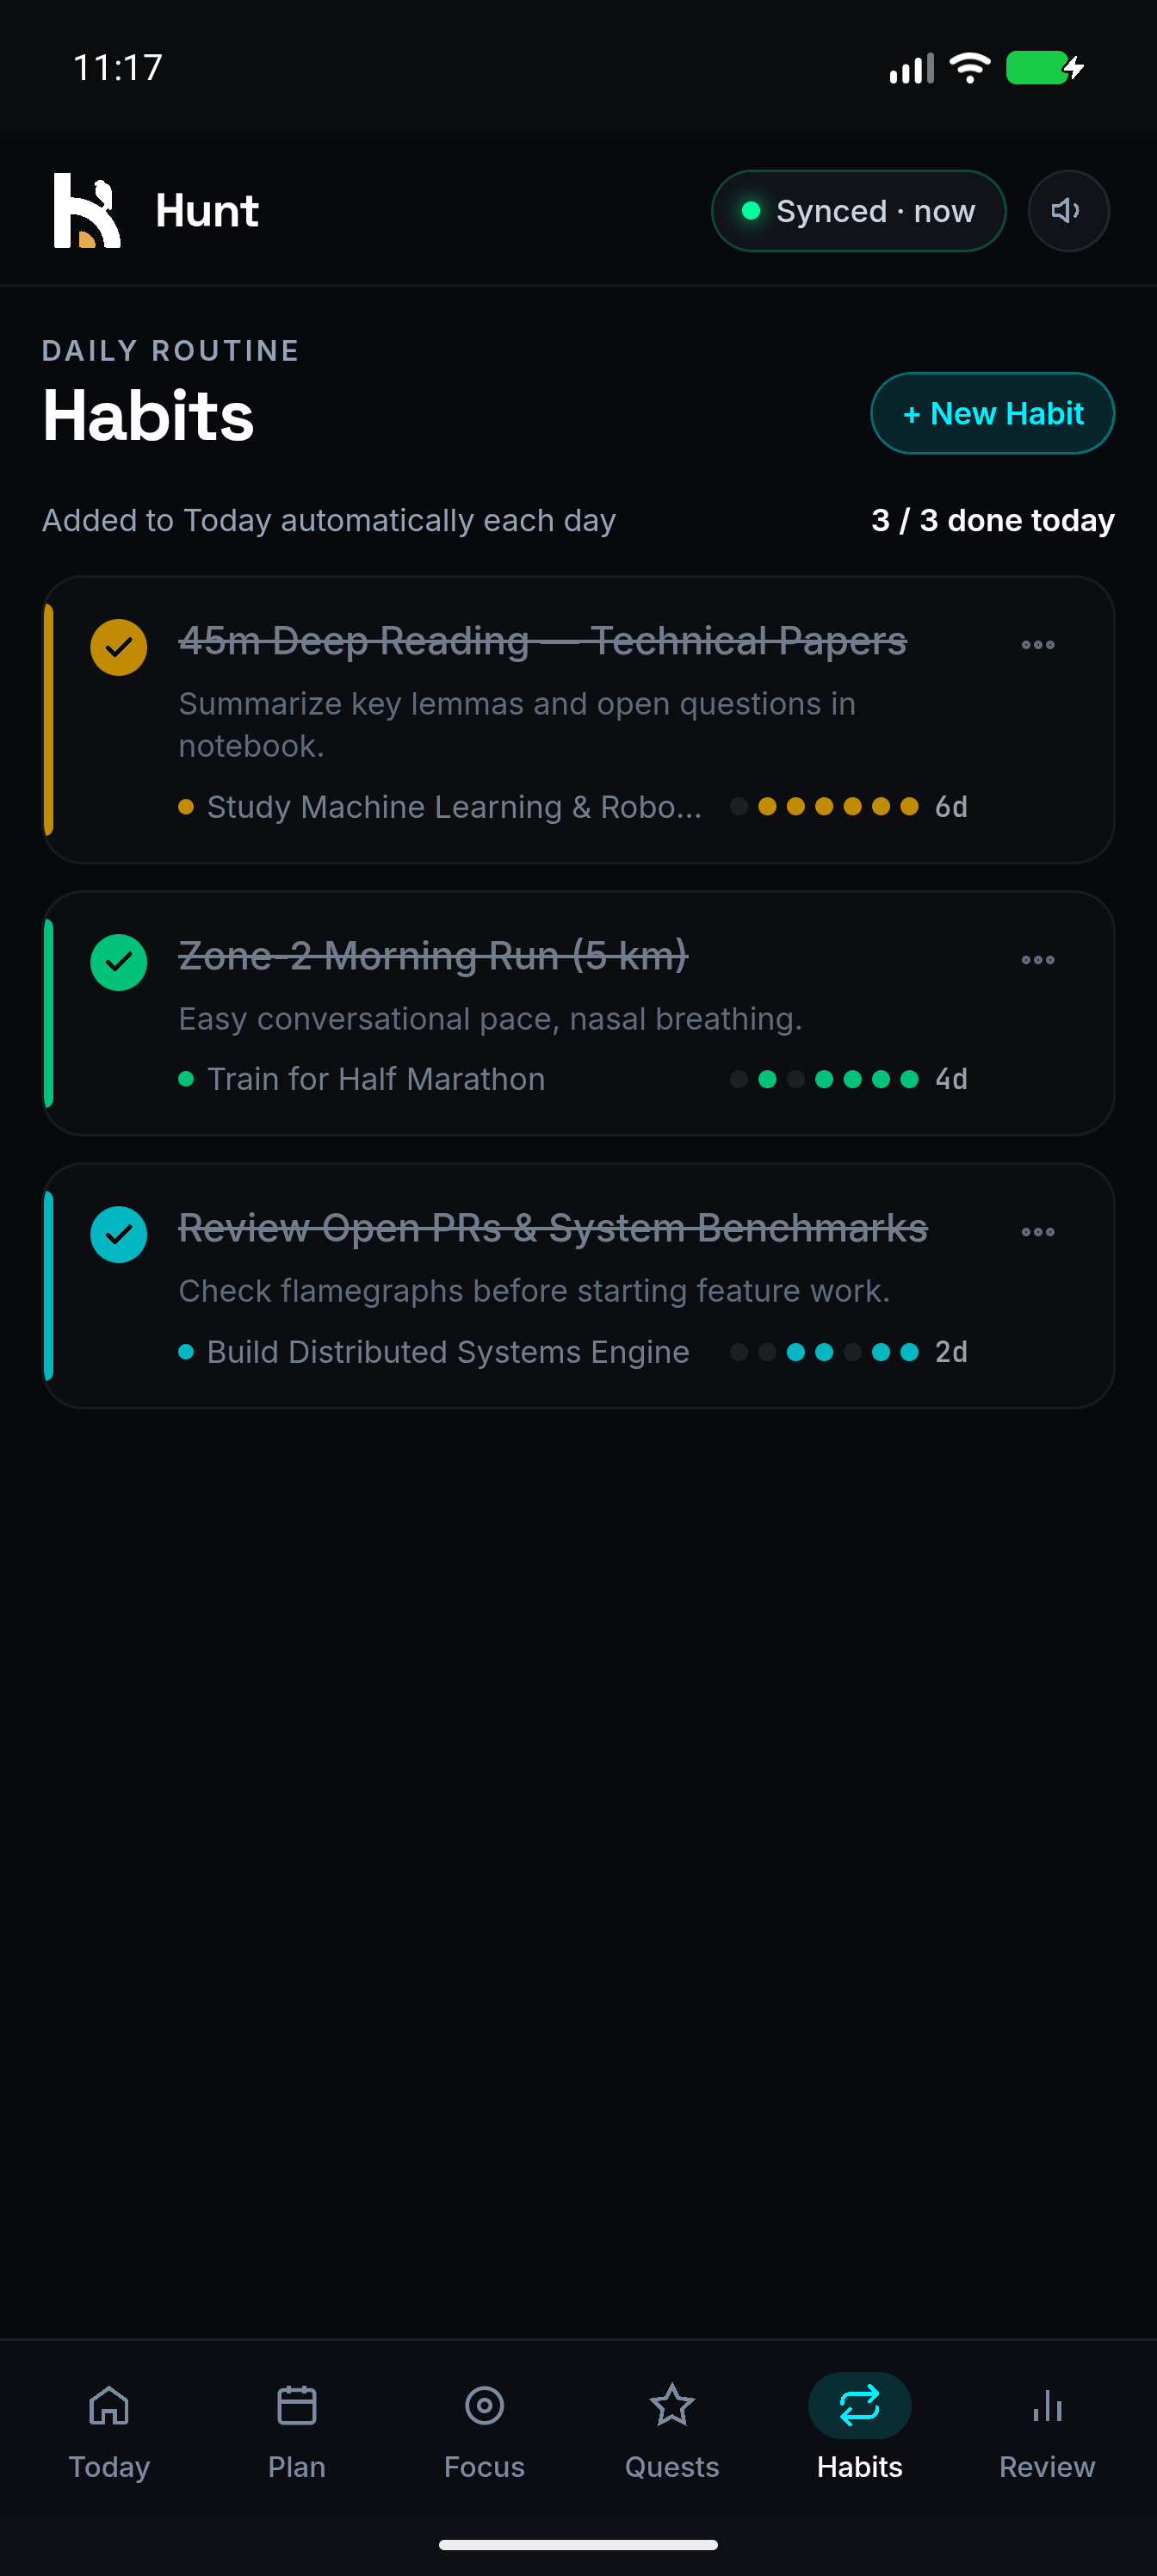 11:17
Hunt
Synced · now
DAILY ROUTINE
Habits
+ New Habit
Added to Today automatically each day
3 / 3 done today
45m Deep Reading — Technical Papers
Summarize key lemmas and open questions in
notebook.
Study Machine Learning & Robo...
6d
Zone-2 Morning Run (5 km)
Easy conversational pace, nasal breathing.
Train for Half Marathon
4d
Review Open PRs & System Benchmarks
Check flamegraphs before starting feature work.
Build Distributed Systems Engine
2d
Today
Plan
Focus
Quests
Habits
Review